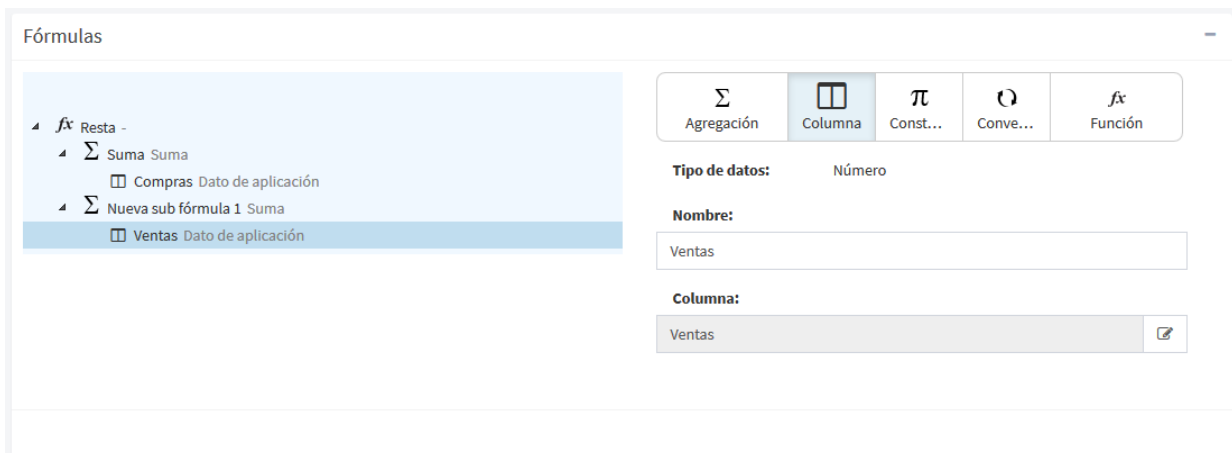 Fórmulas
fx Resta -
Σ Suma Suma
Compras Dato de aplicación
Σ Nueva sub fórmula 1 Suma
Ventas Dato de aplicación
Σ π fx
Agregación Columna Const... Conve... Función
Tipo de datos: Número
Nombre:
Ventas
Columna:
Ventas